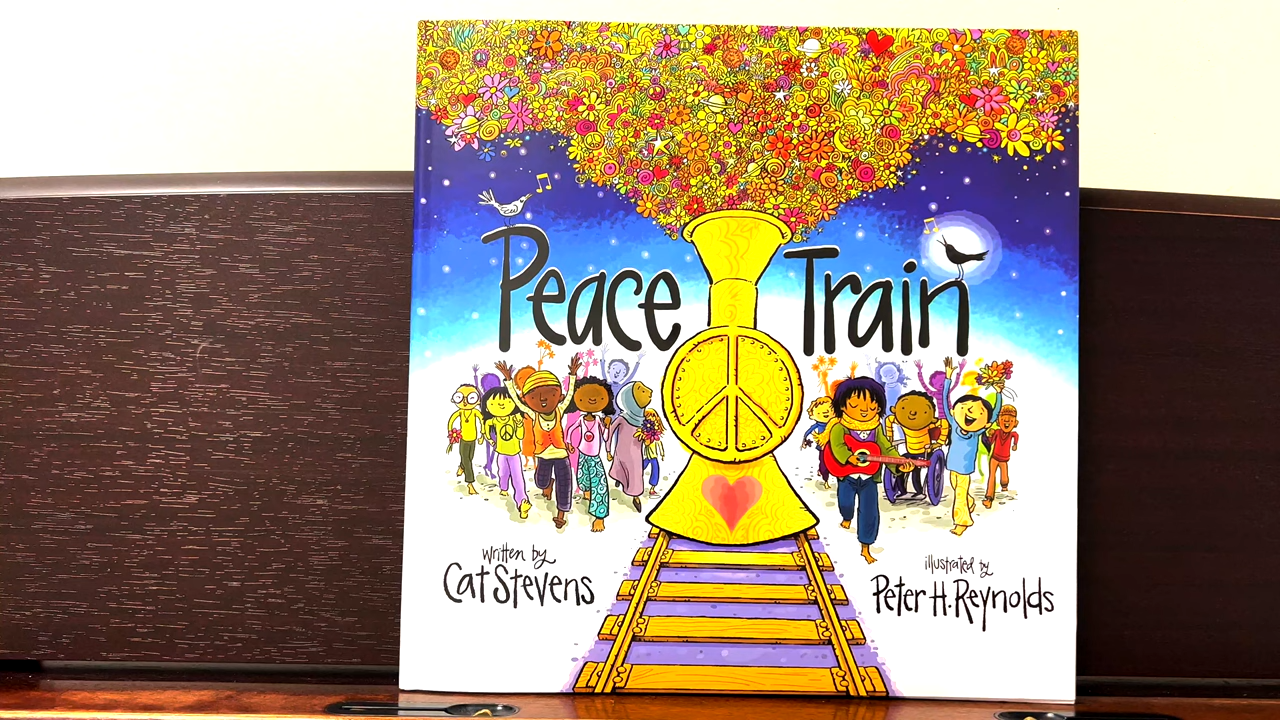 Peace Train
written by
Cat Stevens
illustrated by
Peter H. Reynolds